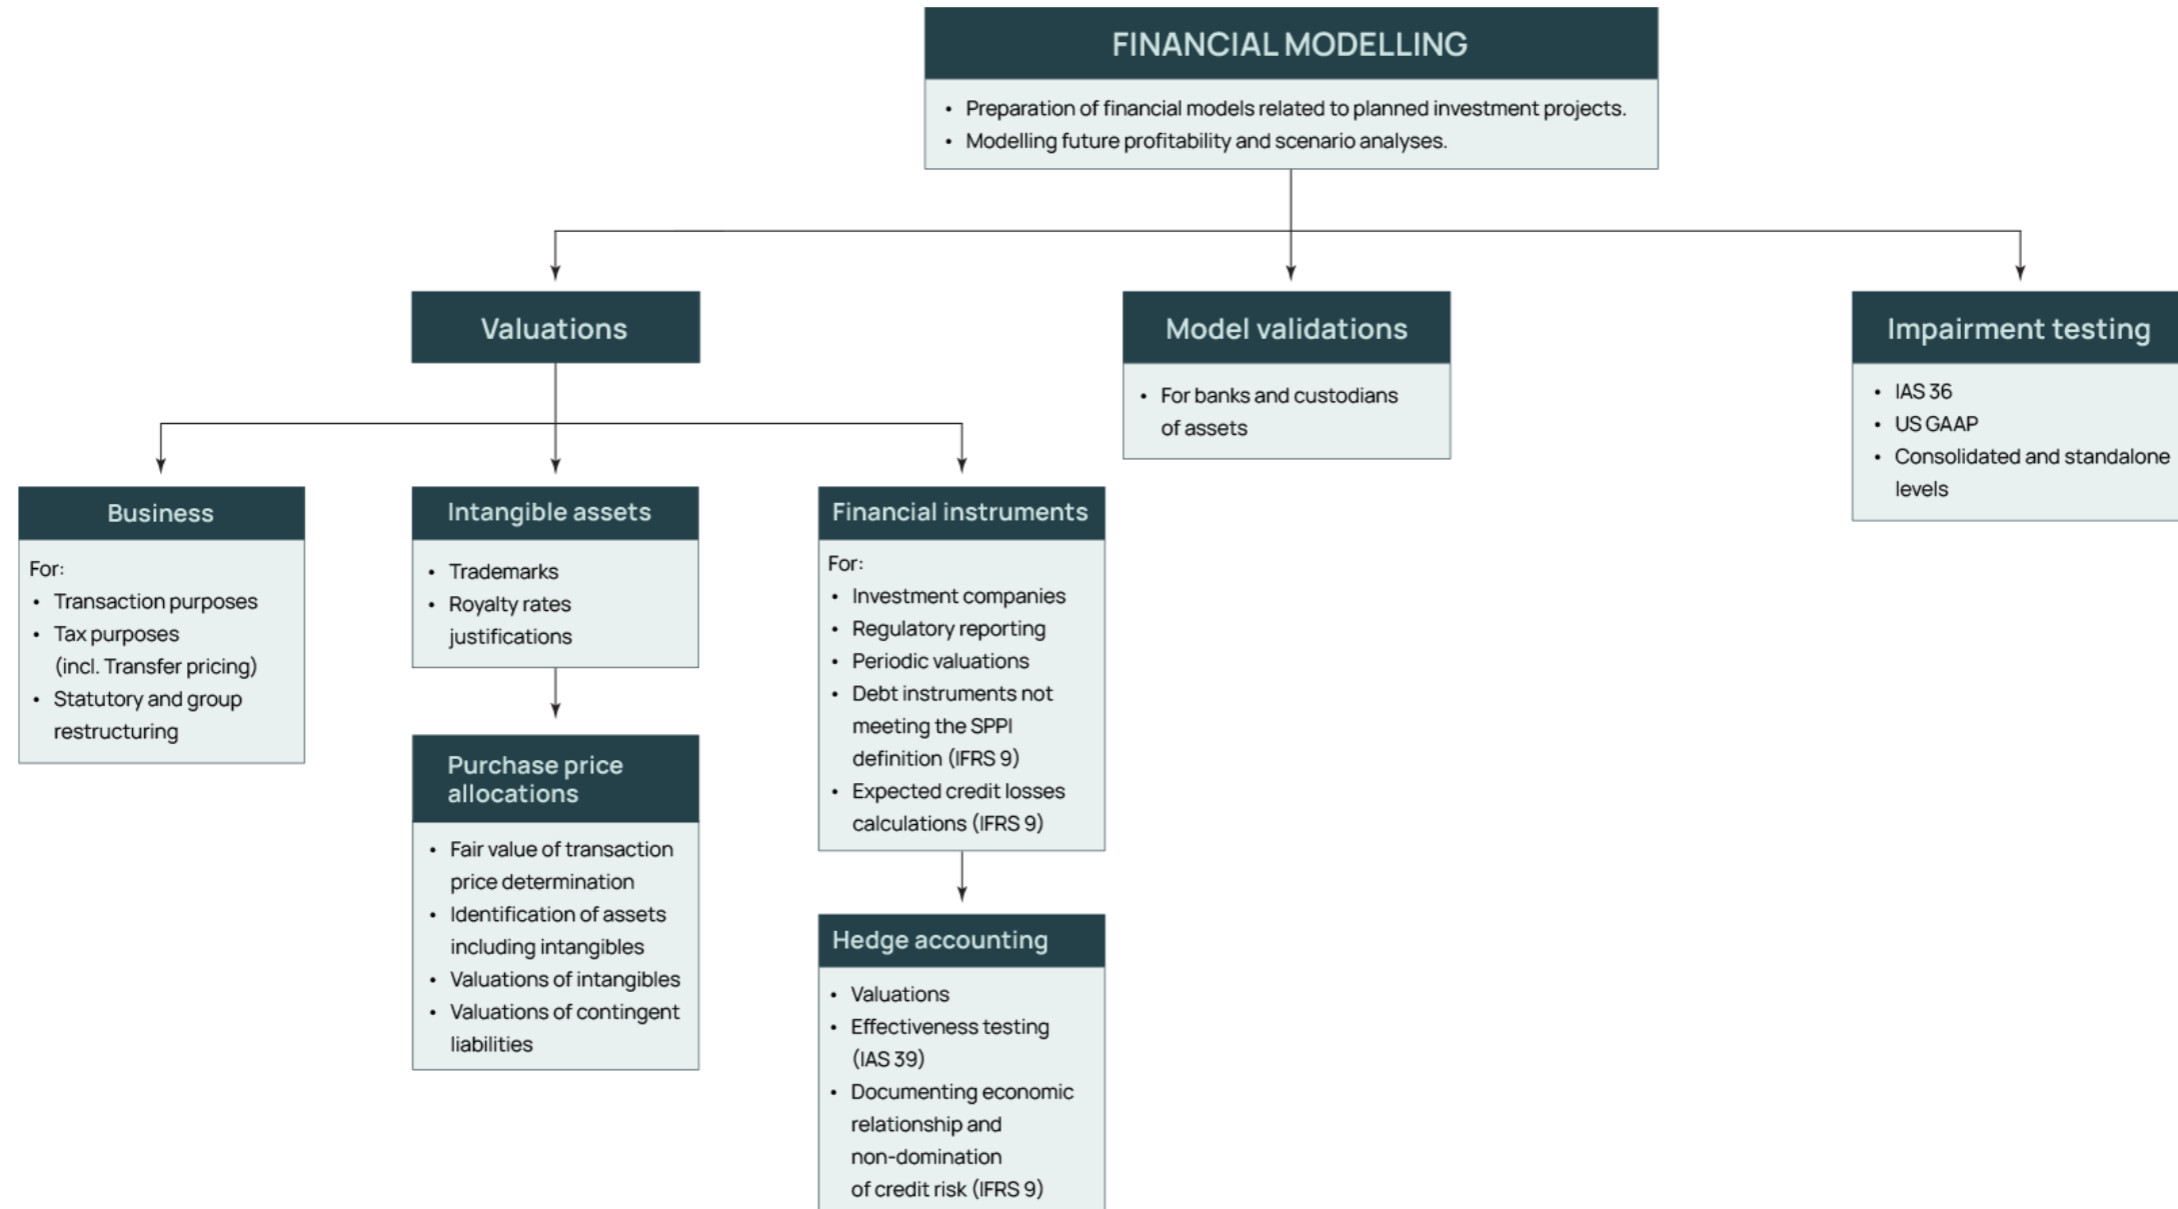 FINANCIAL MODELLING
• Preparation of financial models related to planned investment projects.
• Modelling future profitability and scenario analyses.
Valuations
Model validations
• For banks and custodians
of assets
Impairment testing
• IAS 36
• US GAAP
• Consolidated and standalone
levels
Business
For:
• Transaction purposes
• Tax purposes
(incl. Transfer pricing)
• Statutory and group
restructuring
Intangible assets
• Trademarks
• Royalty rates
justifications
Purchase price
allocations
• Fair value of transaction
price determination
• Identification of assets
including intangibles
• Valuations of intangibles
• Valuations of contingent
liabilities
Financial instruments
For:
• Investment companies
• Regulatory reporting
• Periodic valuations
• Debt instruments not
meeting the SPPI
definition (IFRS 9)
• Expected credit losses
calculations (IFRS 9)
Hedge accounting
• Valuations
• Effectiveness testing
(IAS 39)
• Documenting economic
relationship and
non-domination
of credit risk (IFRS 9)